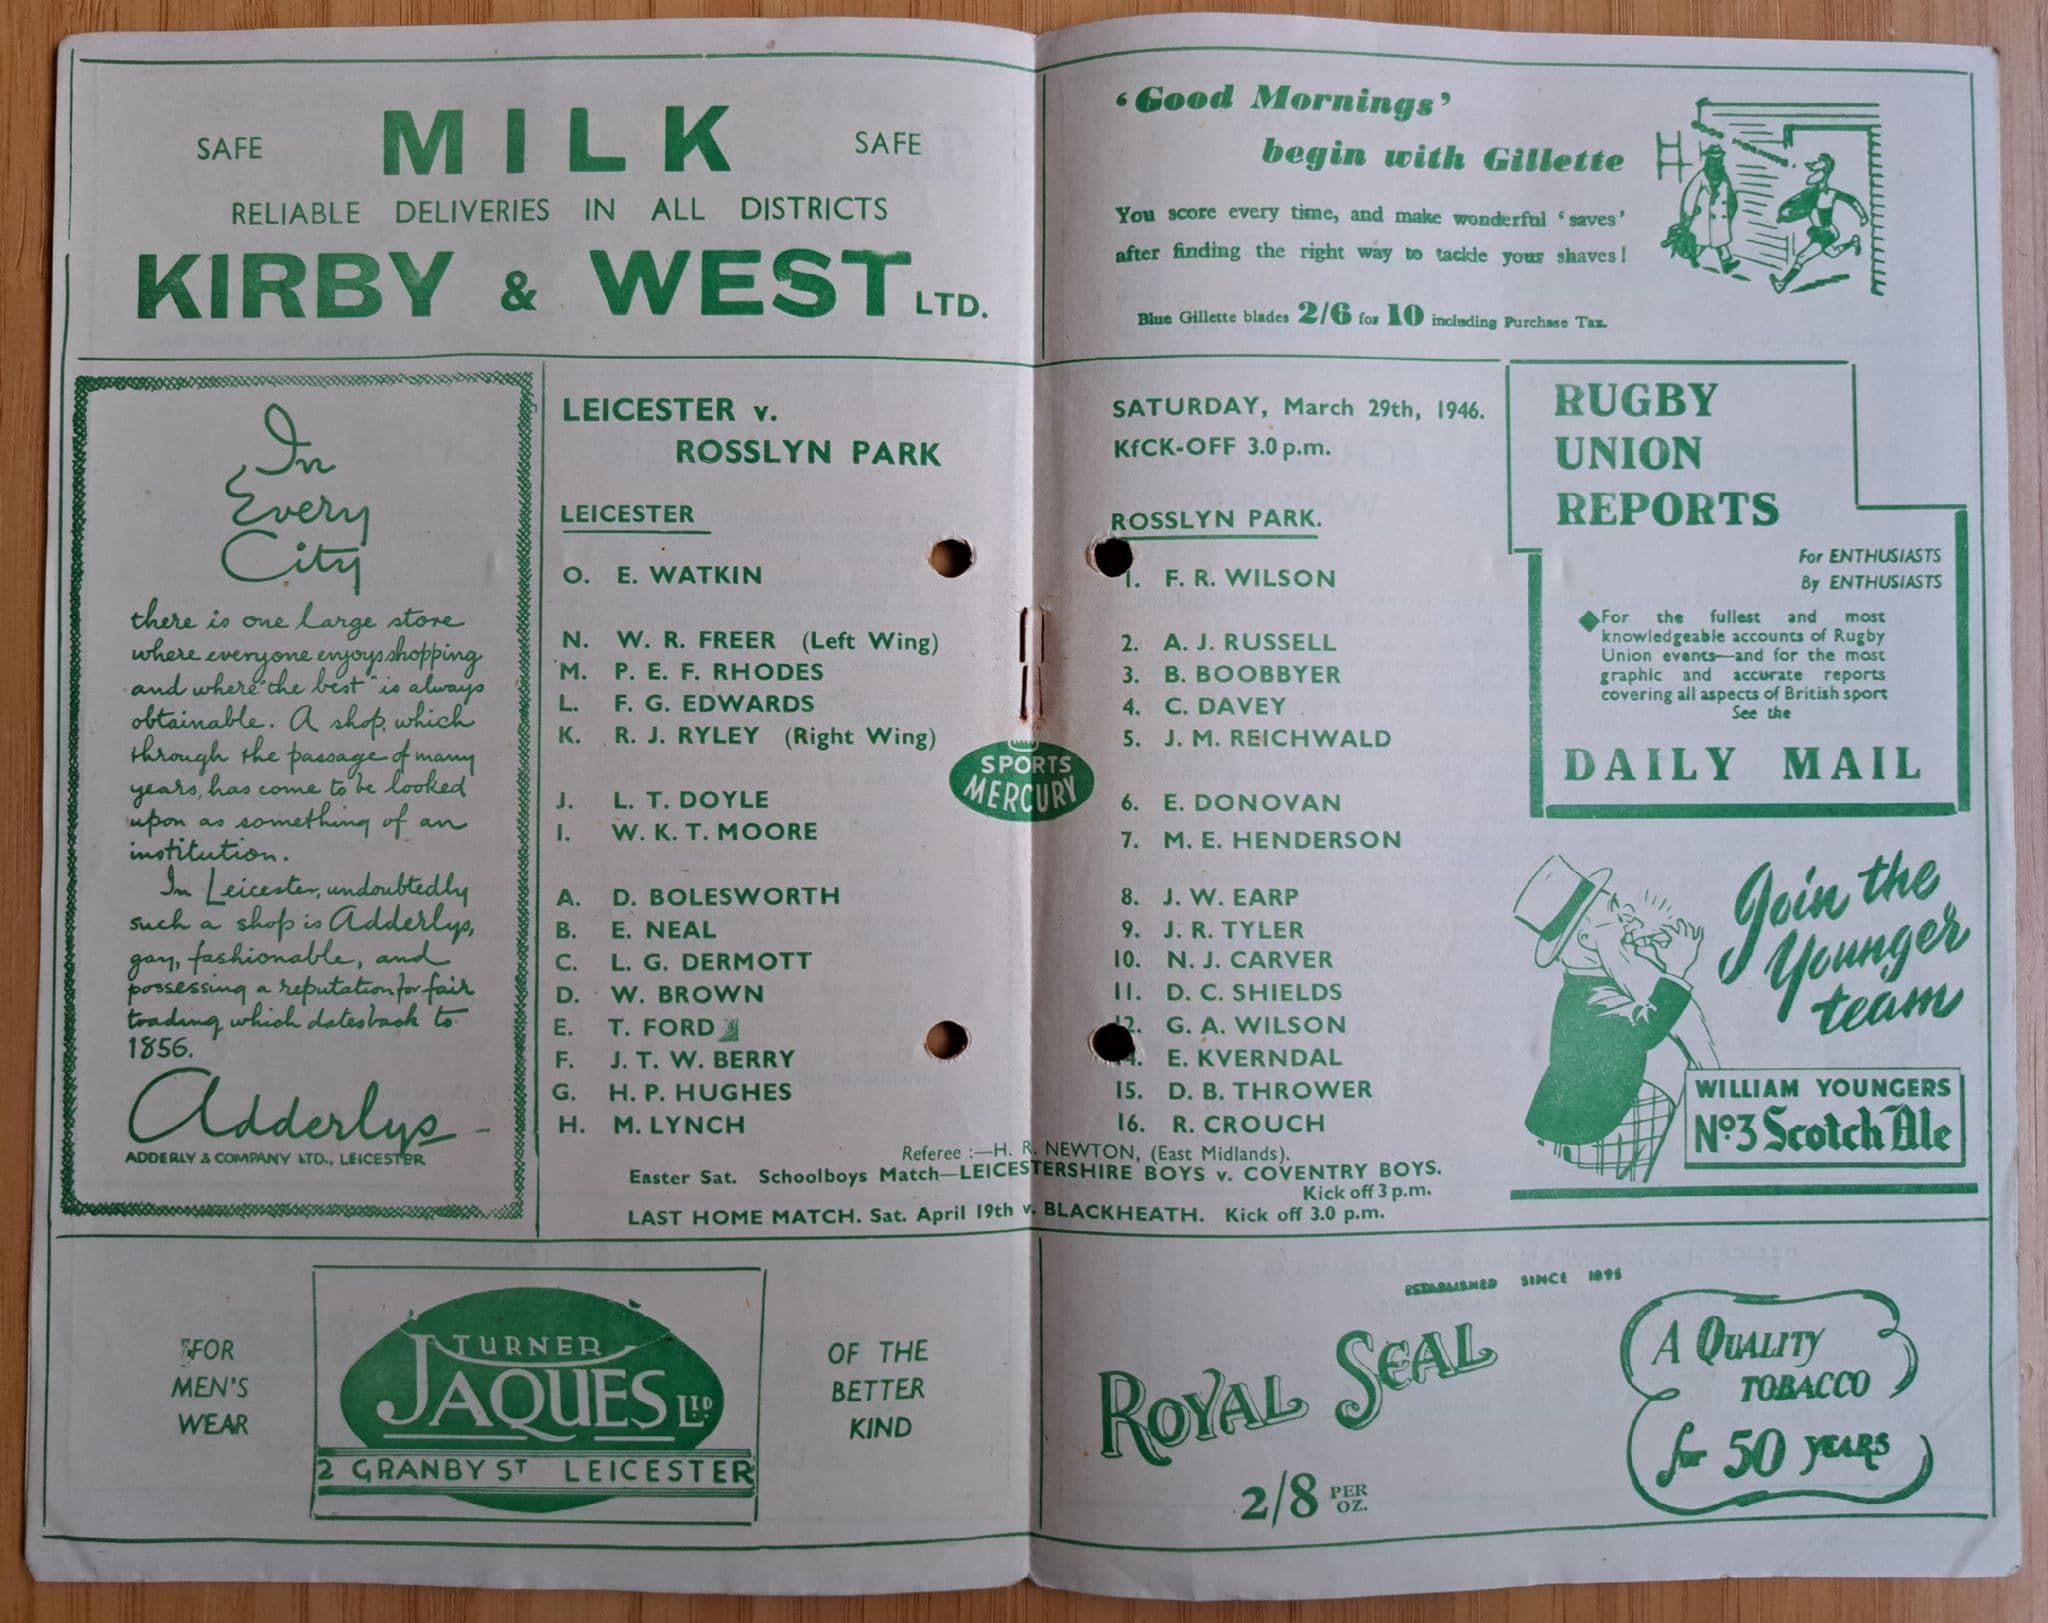 SAFE MILK SAFE
RELIABLE DELIVERIES IN ALL DISTRICTS
KIRBY & WEST LTD.
'Good Mornings'
begin with Gillette
You score every time, and make wonderful 'saves'
after finding the right way to tackle your shaves!
Blue Gillette blades 2/6 for 10 including Purchase Tax.
In
Every
City
there is one large store
where everyone enjoys shopping
and where "the best" is always
obtainable. A shop, which
through the passage of many
years, has come to be looked
upon as something of an
institution.
In Leicester, undoubtedly
such a shop is Adderlys,
gay, fashionable, and
possessing a reputation for fair
trading which dates back to
1856.
Adderlys
ADDERLY & COMPANY LTD., LEICESTER
LEICESTER v.
ROSSLYN PARK
LEICESTER
O. E. WATKIN
N. W. R. FREER (Left Wing)
M. P. E. F. RHODES
L. F. G. EDWARDS
K. R. J. RYLEY (Right Wing)
J. L. T. DOYLE
I. W. K. T. MOORE
A. D. BOLESWORTH
B. E. NEAL
C. L. G. DERMOTT
D. W. BROWN
E. T. FORD
F. J. T. W. BERRY
G. H. P. HUGHES
H. M. LYNCH
SPORTS
MERCURY
SATURDAY, March 29th, 1946.
KfCK-OFF 3.0 p.m.
ROSSLYN PARK.
1. F. R. WILSON
2. A. J. RUSSELL
3. B. BOOBBYER
4. C. DAVEY
5. J. M. REICHWALD
6. E. DONOVAN
7. M. E. HENDERSON
8. J. W. EARP
9. J. R. TYLER
10. N. J. CARVER
11. D. C. SHIELDS
12. G. A. WILSON
14. E. KVERNDAL
15. D. B. THROWER
16. R. CROUCH
Referee :—H. R. NEWTON, (East Midlands).
Easter Sat. Schoolboys Match—LEICESTERSHIRE BOYS v. COVENTRY BOYS.
Kick off 3 p.m.
LAST HOME MATCH. Sat. April 19th v. BLACKHEATH. Kick off 3.0 p.m.
RUGBY
UNION
REPORTS
For ENTHUSIASTS
By ENTHUSIASTS
For the fullest and most
knowledgeable accounts of Rugby
Union events—and for the most
graphic and accurate reports
covering all aspects of British sport
See the
DAILY MAIL
Join the
Younger
team
WILLIAM YOUNGERS
No3 Scotch Ale
FOR
MEN'S
WEAR
TURNER
JAQUES LTD
2 GRANBY ST LEICESTER
OF THE
BETTER
KIND
ESTABLISHED SINCE 1895
ROYAL SEAL
2/8 PER OZ.
A QUALITY
TOBACCO
for 50 YEARS